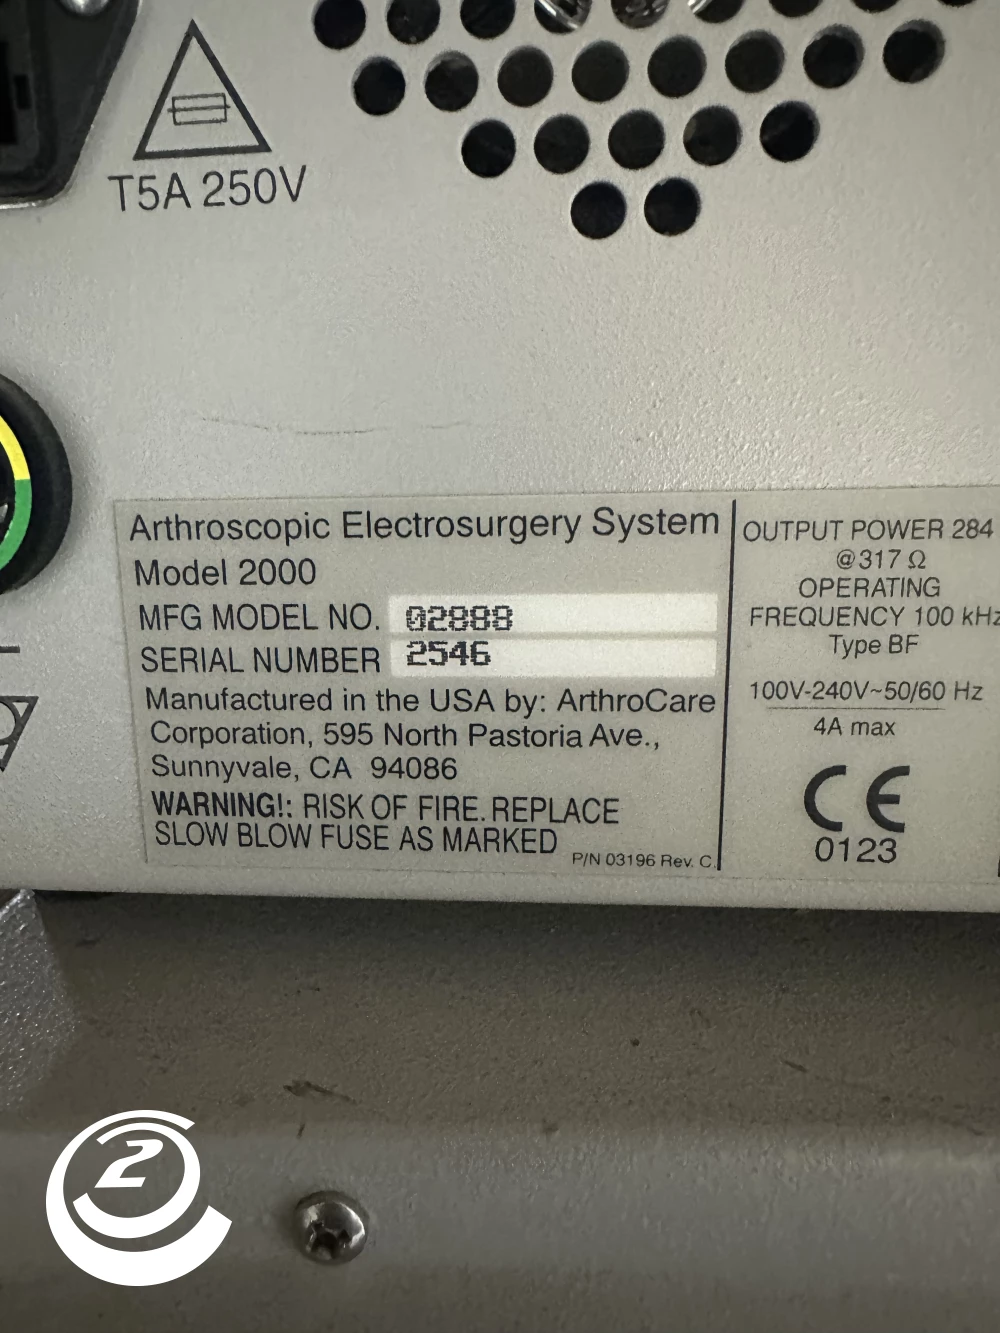 T5A 250V
Arthroscopic Electrosurgery System
Model 2000
MFG MODEL NO. 02888
SERIAL NUMBER 2546
Manufactured in the USA by: ArthroCare
Corporation, 595 North Pastoria Ave.,
Sunnyvale, CA 94086
WARNING!: RISK OF FIRE. REPLACE
SLOW BLOW FUSE AS MARKED
P/N 03196 Rev. C.
OUTPUT POWER 284
@317 Ω
OPERATING
FREQUENCY 100 kHz
Type BF
100V-240V~50/60 Hz
4A max
CE
0123
2